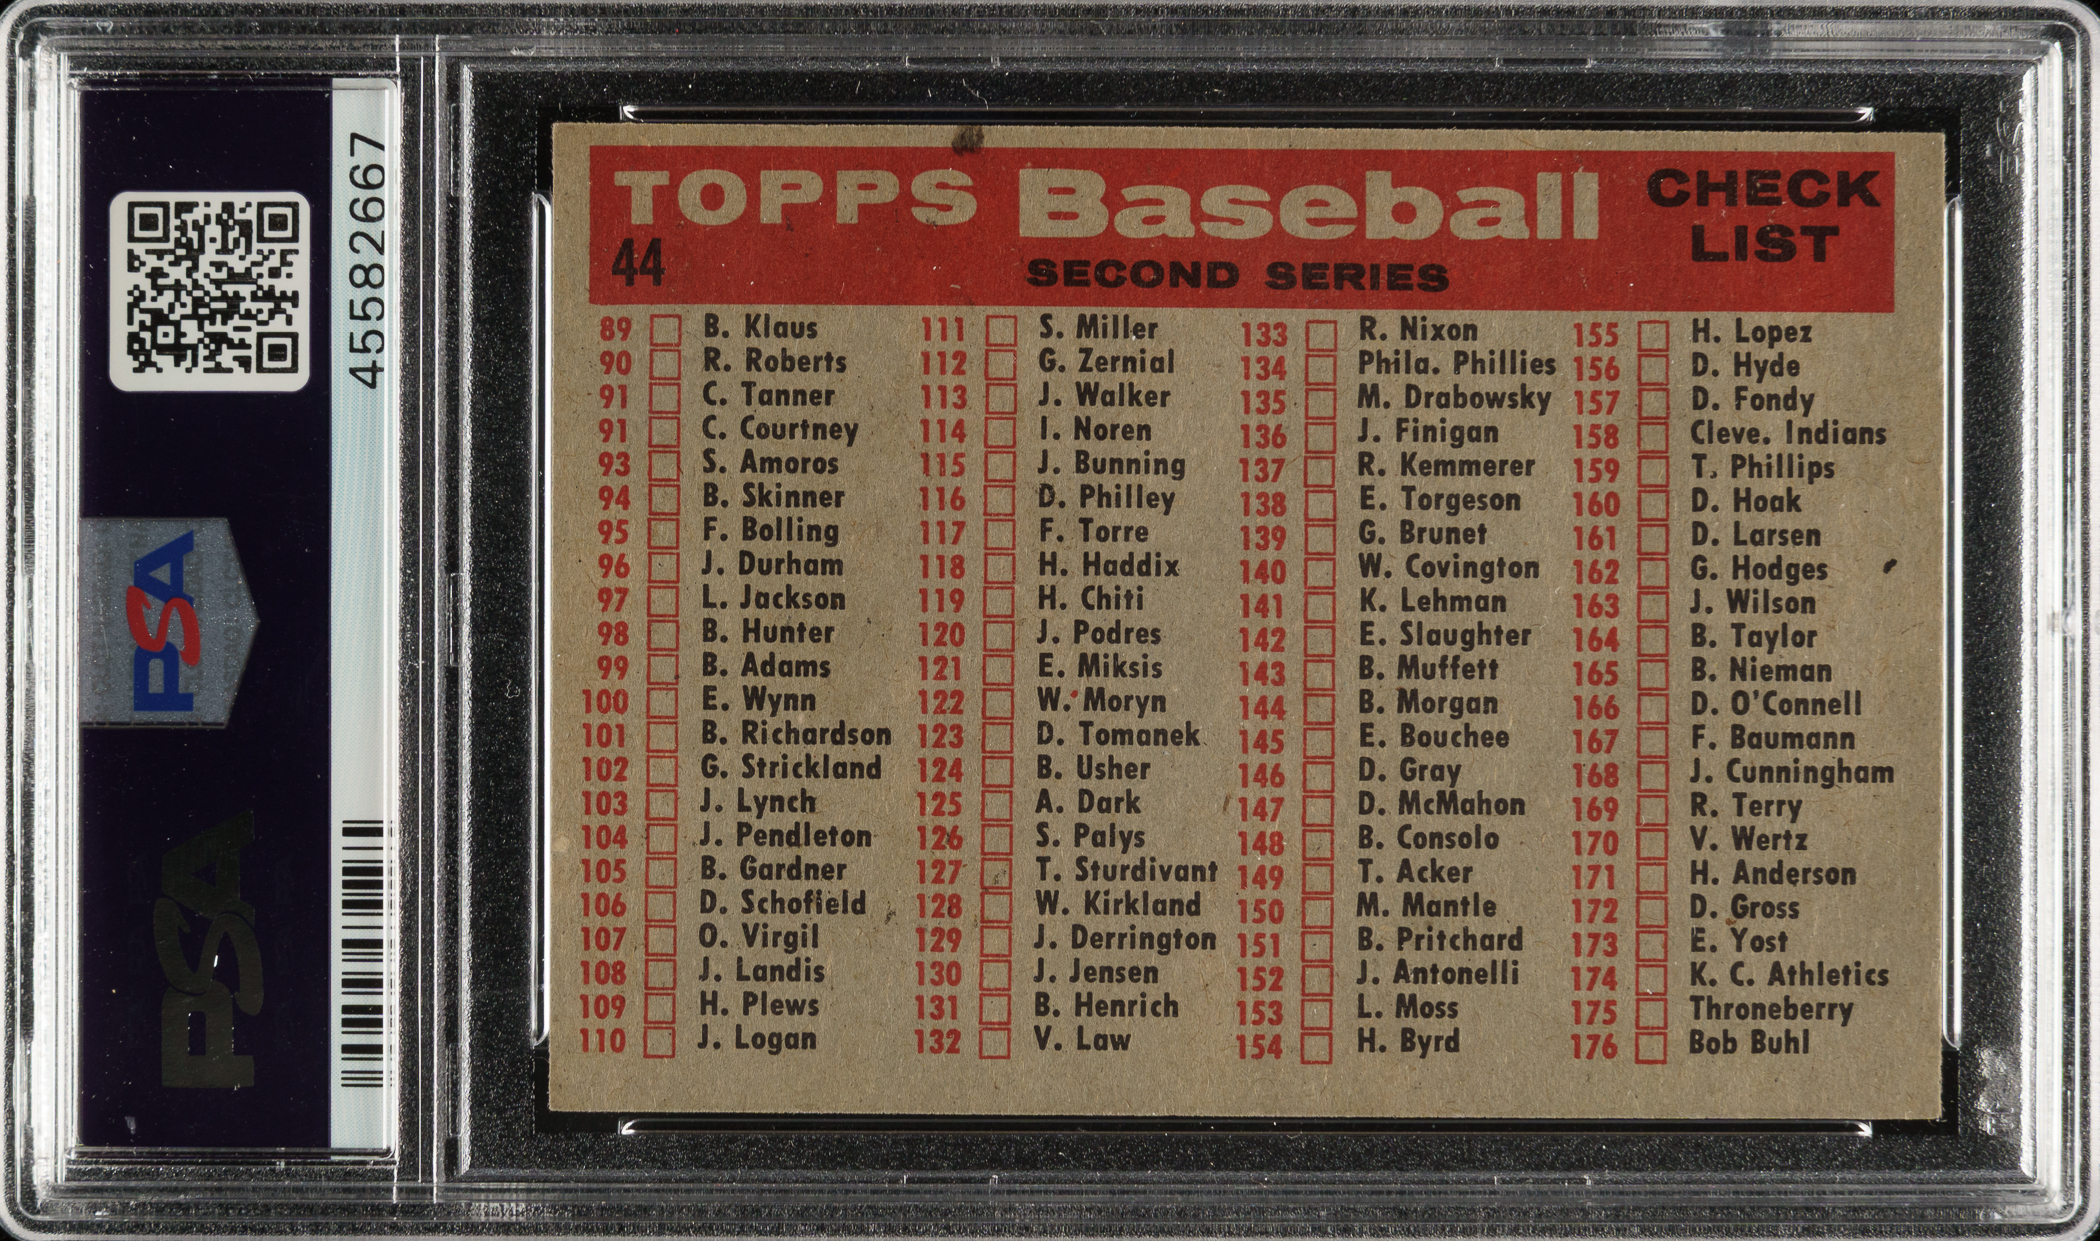 45582667
PSA
PSA
TOPPS Baseball CHECK LIST
44
SECOND SERIES
89 B. Klaus
90 R. Roberts
91 C. Tanner
91 C. Courtney
93 S. Amoros
94 B. Skinner
95 F. Bolling
96 J. Durham
97 L. Jackson
98 B. Hunter
99 B. Adams
100 E. Wynn
101 B. Richardson
102 G. Strickland
103 J. Lynch
104 J. Pendleton
105 B. Gardner
106 D. Schofield
107 O. Virgil
108 J. Landis
109 H. Plews
110 J. Logan
111 S. Miller
112 G. Zernial
113 J. Walker
114 I. Noren
115 J. Bunning
116 D. Philley
117 F. Torre
118 H. Haddix
119 H. Chiti
120 J. Podres
121 E. Miksis
122 W. Moryn
123 D. Tomanek
124 B. Usher
125 A. Dark
126 S. Palys
127 T. Sturdivant
128 W. Kirkland
129 J. Derrington
130 J. Jensen
131 B. Henrich
132 V. Law
133 R. Nixon
134 Phila. Phillies
135 M. Drabowsky
136 J. Finigan
137 R. Kemmerer
138 E. Torgeson
139 G. Brunet
140 W. Covington
141 K. Lehman
142 E. Slaughter
143 B. Muffett
144 B. Morgan
145 E. Bouchee
146 D. Gray
147 D. McMahon
148 B. Consolo
149 T. Acker
150 M. Mantle
151 B. Pritchard
152 J. Antonelli
153 L. Moss
154 H. Byrd
155 H. Lopez
156 D. Hyde
157 D. Fondy
158 Cleve. Indians
159 T. Phillips
160 D. Hoak
161 D. Larsen
162 G. Hodges
163 J. Wilson
164 B. Taylor
165 B. Nieman
166 D. O'Connell
167 F. Baumann
168 J. Cunningham
169 R. Terry
170 V. Wertz
171 H. Anderson
172 D. Gross
173 E. Yost
174 K. C. Athletics
175 Throneberry
176 Bob Buhl